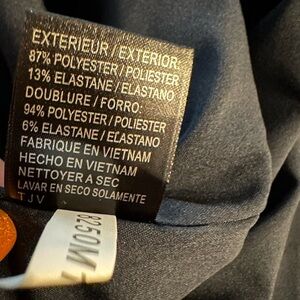 EXTERIEUR / EXTERIOR:
87% POLYESTER / POLIESTER
13% ELASTANE / ELASTANO
DOUBLURE / FORRO:
94% POLYESTER / POLIESTER
6% ELASTANE / ELASTANO
FABRIQUE EN VIETNAM
HECHO EN VIETNAM
NETTOYER A SEC
LAVAR EN SECO SOLAMENTE
TJV
8250M